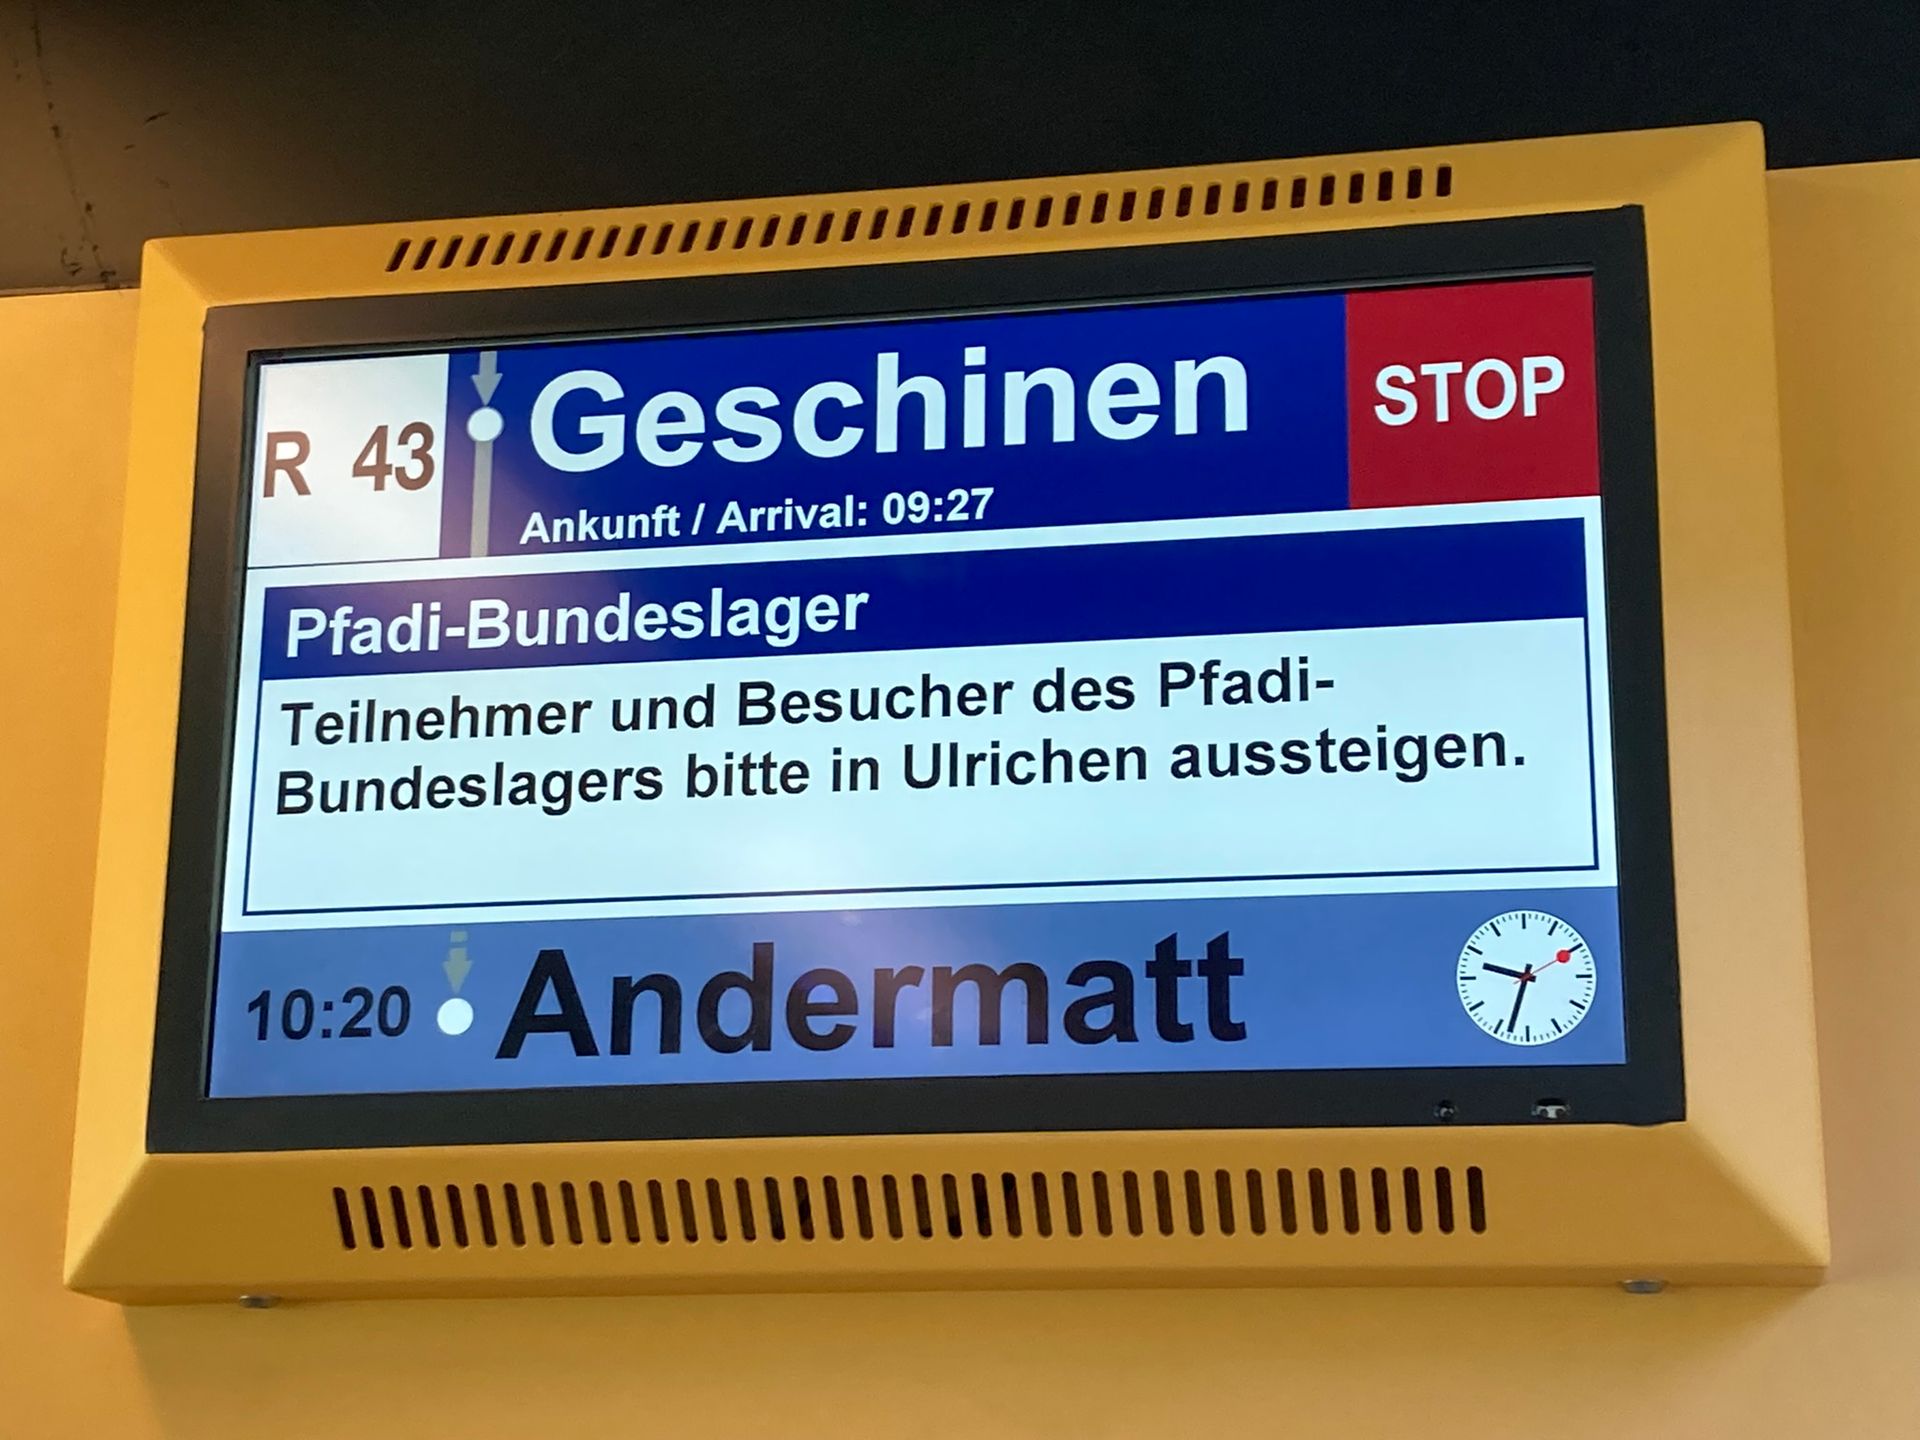 R 43
Geschinen
STOP
Ankunft / Arrival: 09:27
Pfadi-Bundeslager
Teilnehmer und Besucher des Pfadi-
Bundeslagers bitte in Ulrichen aussteigen.
10:20 Andermatt